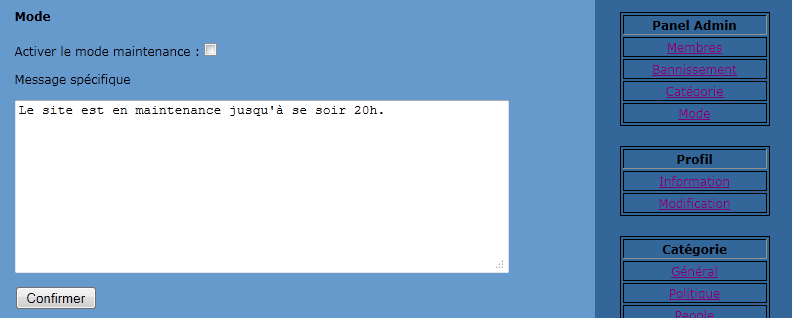 Mode
Activer le mode maintenance :
Message spécifique
Le site est en maintenance jusqu'à se soir 20h.
Confirmer
Panel Admin
Membres
Bannissement
Catégorie
Mode
Profil
Information
Modification
Catégorie
Général
Politique
People